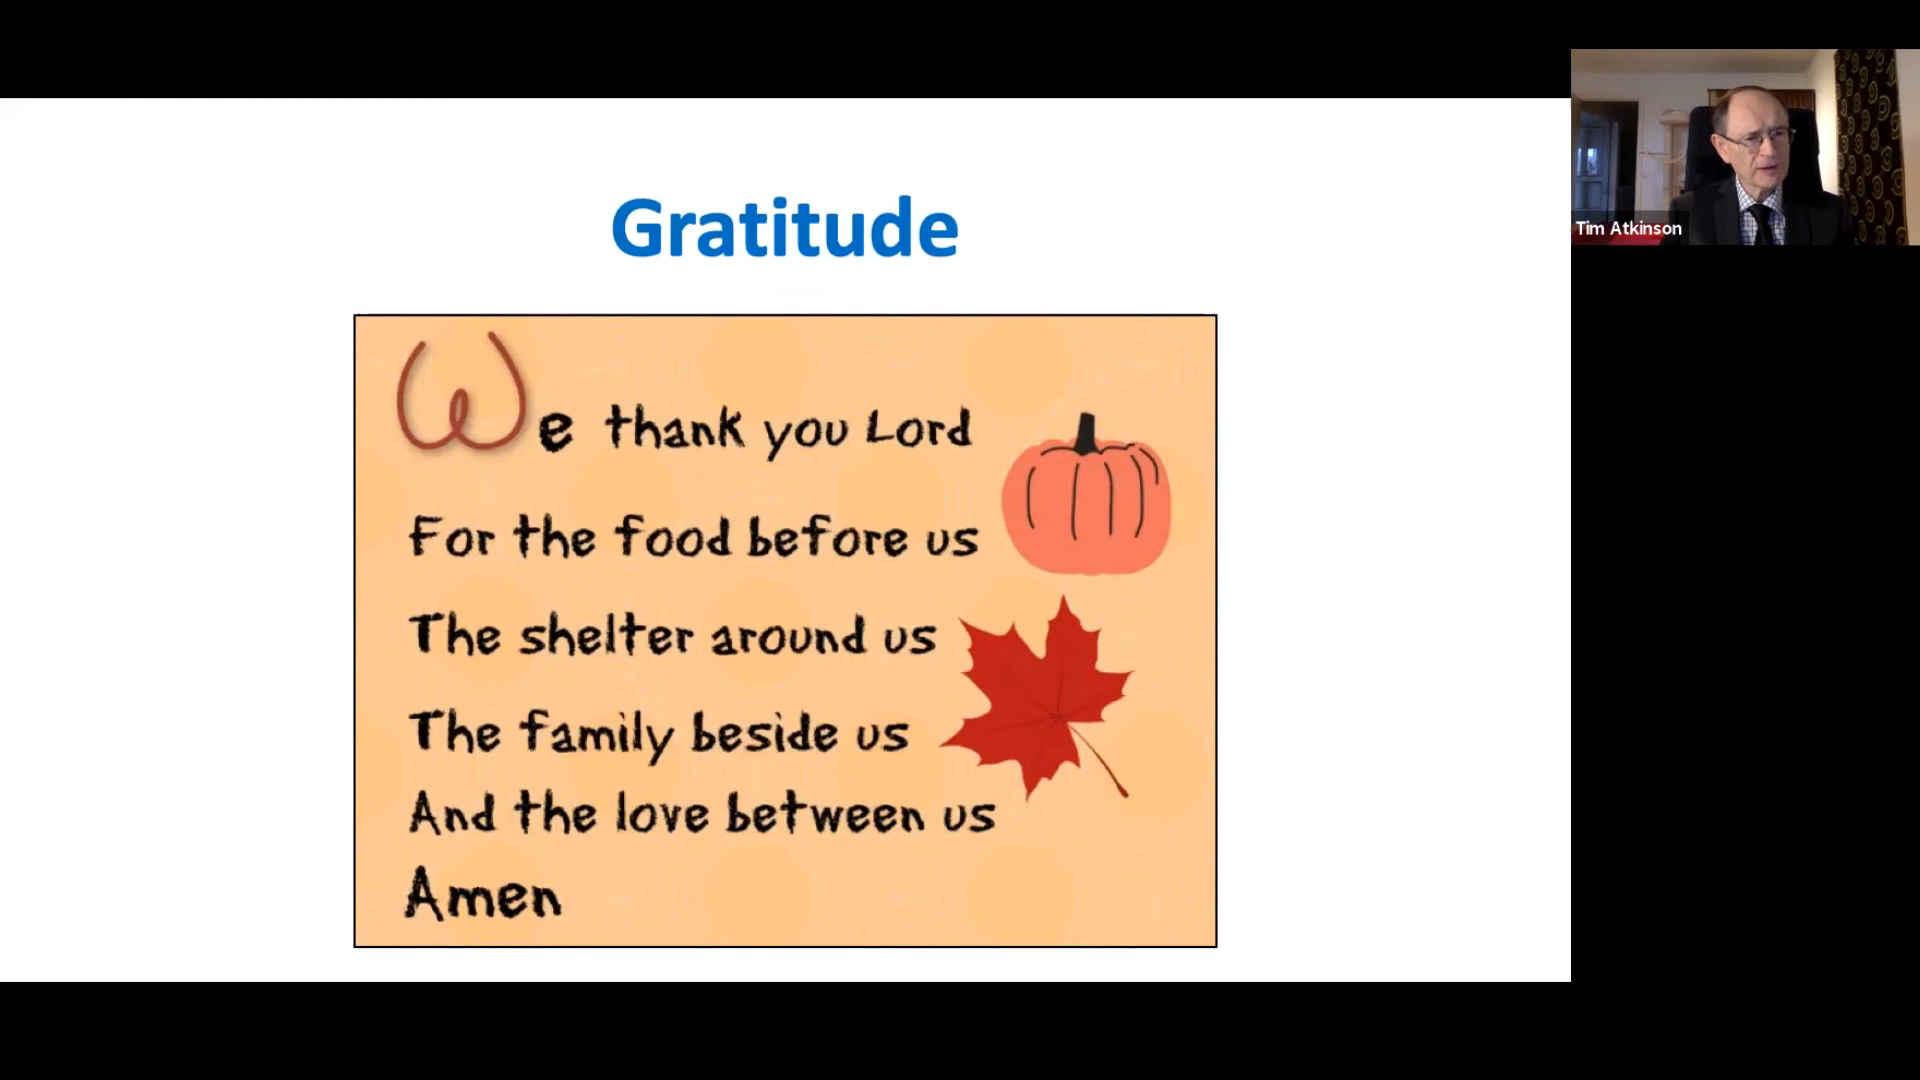 Gratitude
We thank you Lord
For the food before us
The shelter around us
The family beside us
And the love between us
Amen
Tim Atkinson